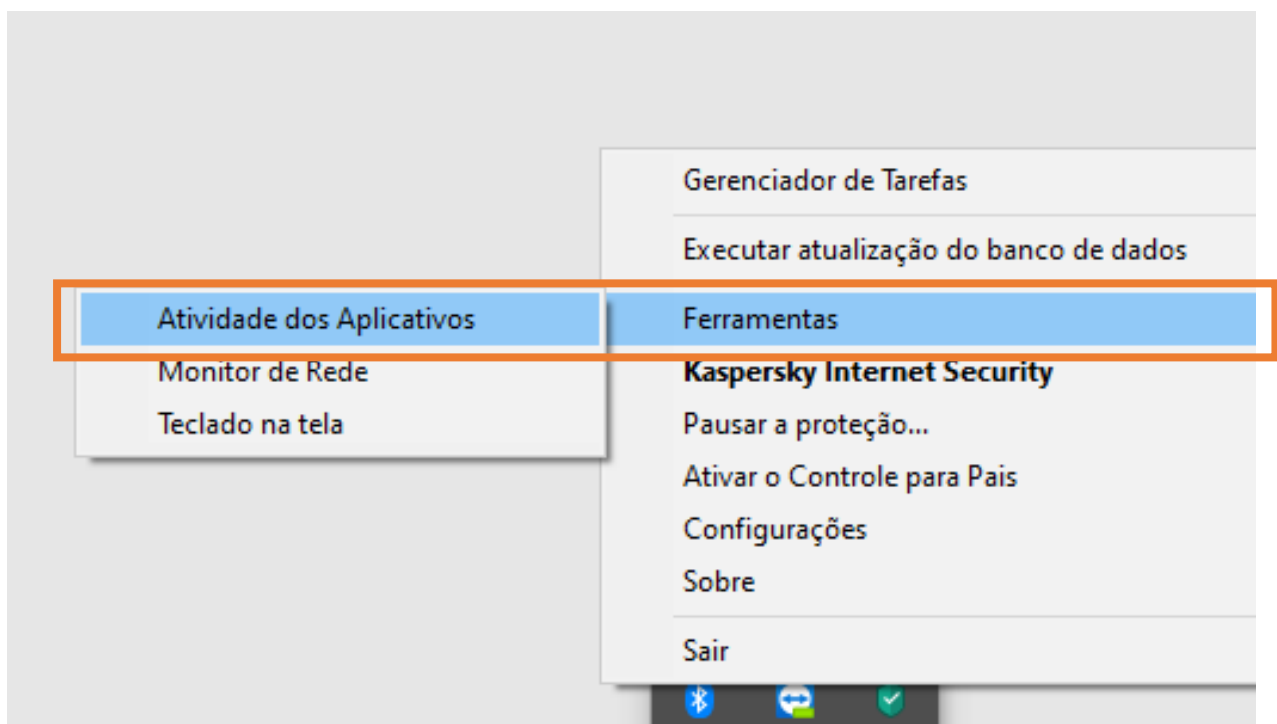 Gerenciador de Tarefas
Executar atualização do banco de dados
Ferramentas
Atividade dos Aplicativos
Monitor de Rede
Teclado na tela
Kaspersky Internet Security
Pausar a proteção...
Ativar o Controle para Pais
Configurações
Sobre
Sair